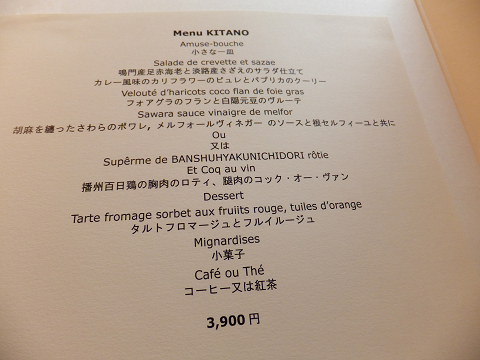 Menu KITANO
Amuse-bouche
小さな一皿
Salade de crevette et sazae
鳴門産足赤海老と淡路産さざえのサラダ仕立て
カレー風味のカリフラワーのピュレとパプリカのクーリー
Velouté d'haricots coco flan de foie gras
フォアグラのフランと白隠元豆のヴルーテ
Sawara sauce vinaigre de melfor
胡麻を纏ったさわらのポワレ, メルフォールヴィネガー のソースと根セルフィーユと共に
Ou
又は
Supêrme de BANSHUHYAKUNICHIDORI rôtie
Et Coq au vin
播州百日鶏の胸肉のロティ、腿肉のコック・オー・ヴァン
Dessert
Tarte fromage sorbet aux fruiits rouge, tuiles d'orange
タルトフロマージュとフルイルージュ
Mignardises
小菓子
Café ou Thé
コーヒー又は紅茶
3,900 円